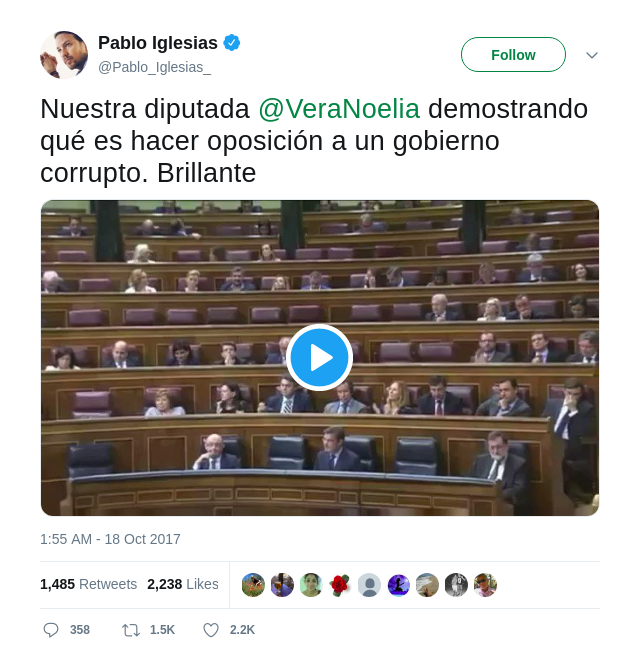 Pablo Iglesias
@Pablo_Iglesias_
Follow
Nuestra diputada @VeraNoelia demostrando
qué es hacer oposición a un gobierno
corrupto. Brillante
1:55 AM - 18 Oct 2017
1,485 Retweets 2,238 Likes
358 1.5K 2.2K